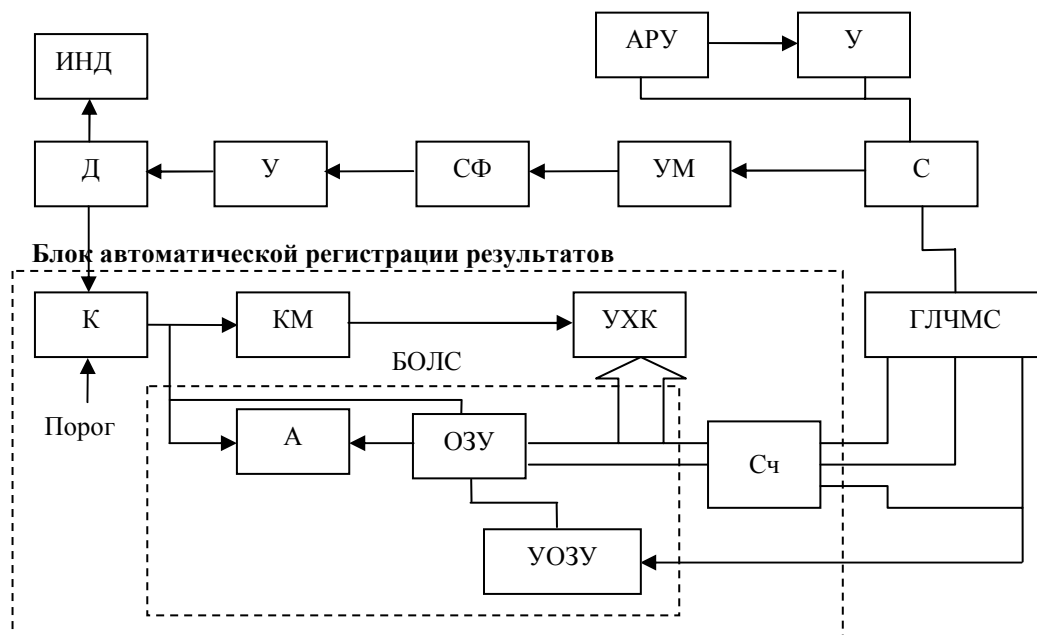 АРУ
У
ИНД
Д
У
СФ
УМ
С
Блок автоматической регистрации результатов
К
КМ
УХК
ГЛЧМС
БОЛС
Порог
А
ОЗУ
Сч
УОЗУ